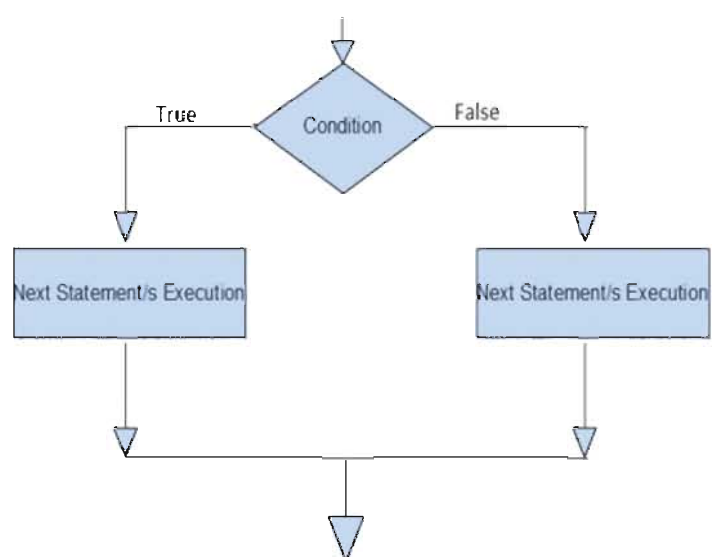 True
Condition
False
Next Statement/s Execution
Next Statement/s Execution